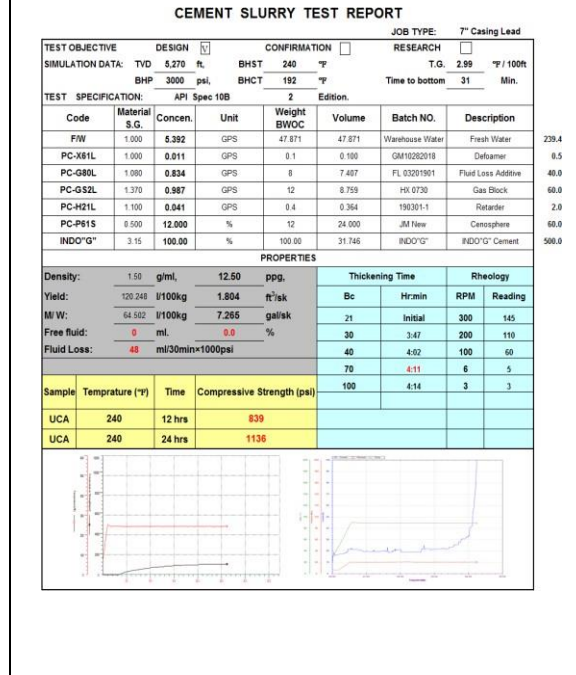 CEMENT SLURRY TEST REPORT
JOB TYPE: 7" Casing Lead
TEST OBJECTIVE DESIGN V CONFIRMATION RESEARCH
SIMULATION DATA: TVD 5,270 ft, BHST 240 ℉ T.G. 2.99 ℉ / 100ft
BHP 3000 psi, BHCT 192 ℉ Time to bottom 31 Min.
TEST SPECIFICATION: API Spec 10B 2 Edition.
Code Material S.G. Concen. Unit Weight BWOC Volume Batch NO. Description
F/W 1.000 5.392 GPS 47.871 47.871 Warehouse Water Fresh Water 239.4
PC-X61L 1.000 0.011 GPS 0.1 0.100 GM10282018 Defoamer 0.5
PC-G80L 1.080 0.834 GPS 8 7.407 FL 03201901 Fluid Loss Additive 40.0
PC-GS2L 1.370 0.987 GPS 12 8.759 HX 0730 Gas Block 60.0
PC-H21L 1.100 0.041 GPS 0.4 0.364 190301-1 Retarder 2.0
PC-P61S 0.500 12.000 % 12 24.000 JM New Cenosphere 60.0
INDO"G" 3.15 100.00 % 100.00 31.746 INDO"G" INDO"G" Cement 500.0
PROPERTIES
Density: 1.50 g/ml, 12.50 ppg, Thickening Time Rheology
Yield: 120.248 l/100kg 1.804 ft³/sk Bc Hr:min RPM Reading
M/ W: 64.502 l/100kg 7.265 gal/sk 21 Initial 300 145
Free fluid: 0 ml. 0.0 % 30 3:47 200 110
Fluid Loss: 48 ml/30min×1000psi 40 4:02 100 60
70 4:11 6 5
Sample Temprature (℉) Time Compressive Strength (psi) 100 4:14 3 3
UCA 240 12 hrs 839
UCA 240 24 hrs 1136